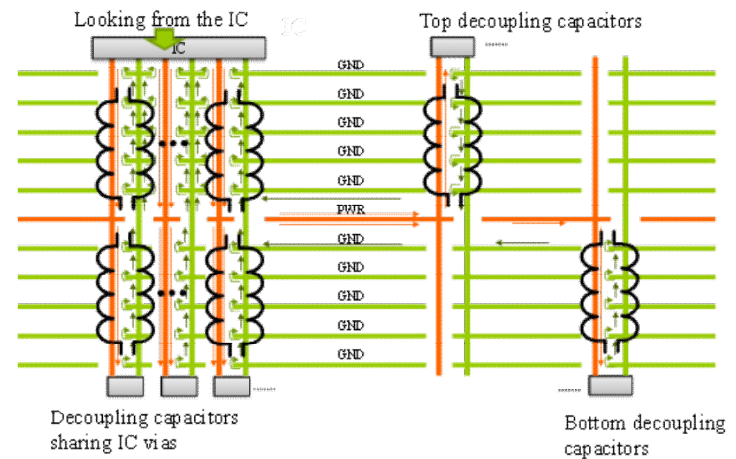 Looking from the IC
Top decoupling capacitors
IC
IC
GND
GND
GND
GND
GND
PWR
GND
GND
GND
GND
GND
Decoupling capacitors
sharing IC vias
Bottom decoupling
capacitors